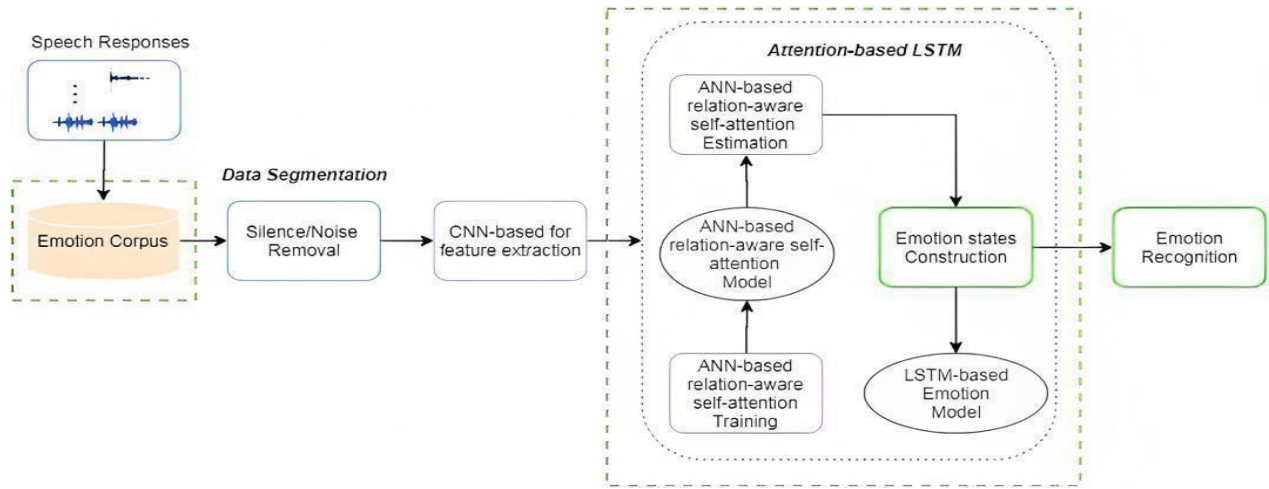 Speech Responses
Emotion Corpus
Data Segmentation
Silence/Noise
Removal
CNN-based for
feature extraction
Attention-based LSTM
ANN-based
relation-aware
self-attention
Estimation
ANN-based
relation-aware self-
attention
Model
ANN-based
relation-aware
self-attention
Training
Emotion states
Construction
LSTM-based
Emotion
Model
Emotion
Recognition